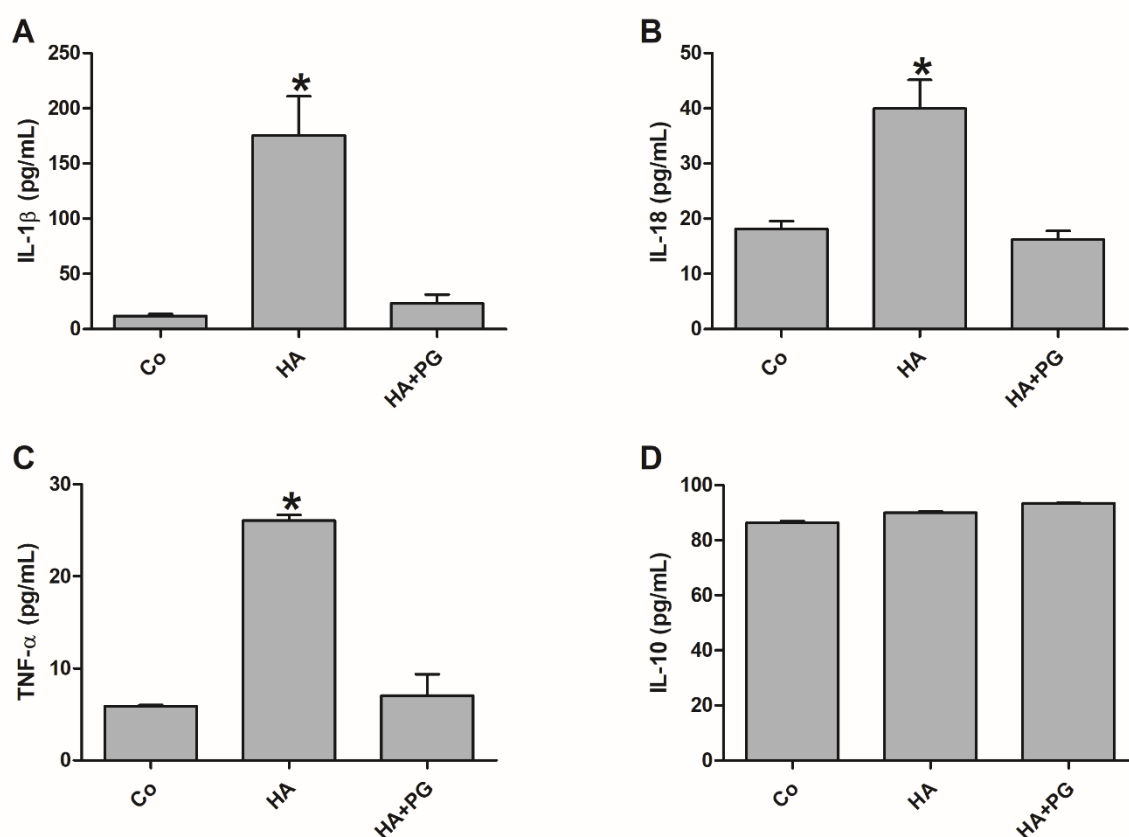 A
IL-1β (pg/mL)
250
200
150
100
50
0
*
Co
HA
HA+PG
B
IL-18 (pg/mL)
50
40
30
20
10
0
*
Co
HA
HA+PG
C
TNF-α (pg/mL)
30
20
10
0
*
Co
HA
HA+PG
D
IL-10 (pg/mL)
100
80
60
40
20
0
Co
HA
HA+PG